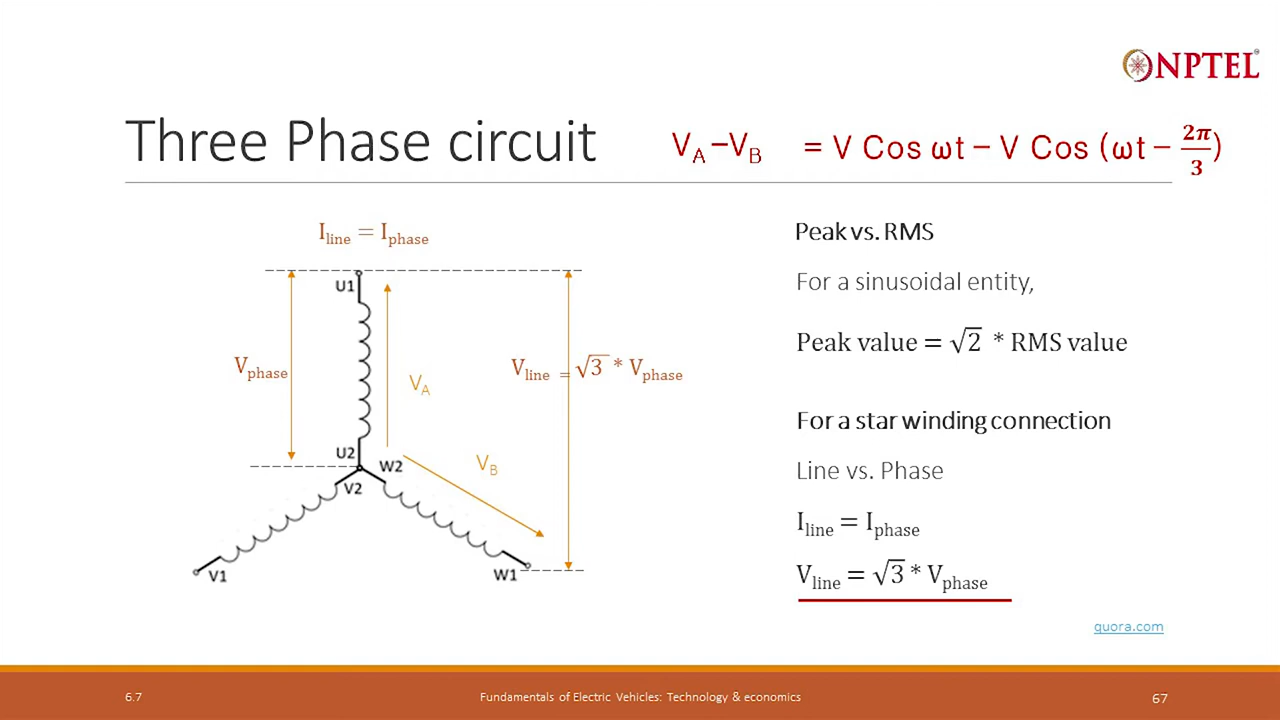 NPTEL
Three Phase circuit
V_A −V_B = V Cos ωt − V Cos (ωt − 2π/3)
I_line = I_phase
U1
V_phase
V_line = √3 * V_phase
V_A
U2
W2
V_B
V2
V1
W1
Peak vs. RMS
For a sinusoidal entity,
Peak value = √2 * RMS value
For a star winding connection
Line vs. Phase
I_line = I_phase
V_line = √3 * V_phase
quora.com
6.7
Fundamentals of Electric Vehicles: Technology & economics
67